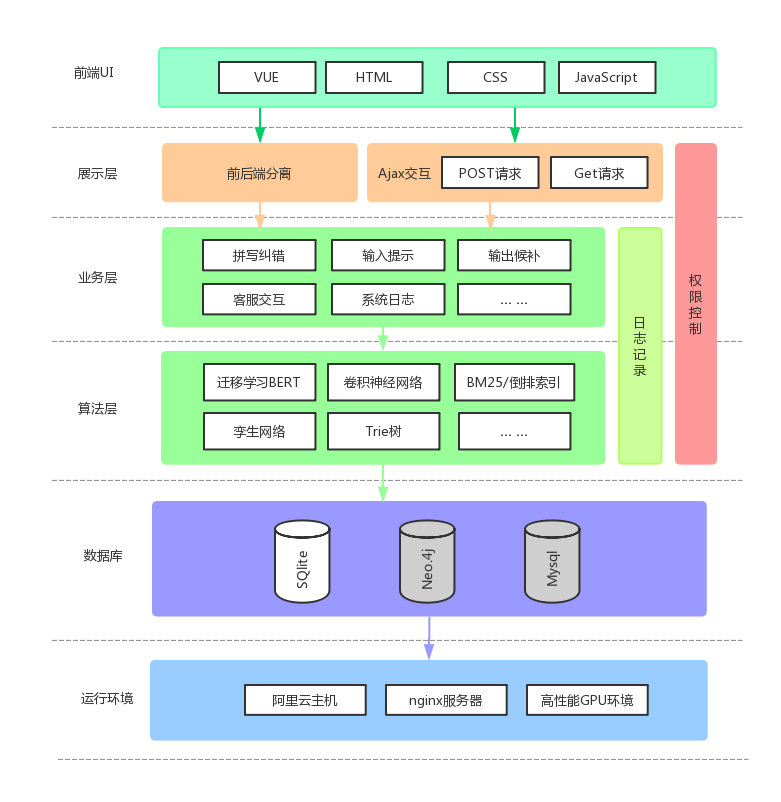 前端UI
VUE
HTML
CSS
JavaScript
展示层
前后端分离
Ajax交互
POST请求
Get请求
业务层
拼写纠错
输入提示
输出候补
客服交互
系统日志
... ...
日志记录
权限控制
算法层
迁移学习BERT
卷积神经网络
BM25/倒排索引
孪生网络
Trie树
... ...
数据库
SQlite
Neo.4j
Mysql
运行环境
阿里云主机
nginx服务器
高性能GPU环境